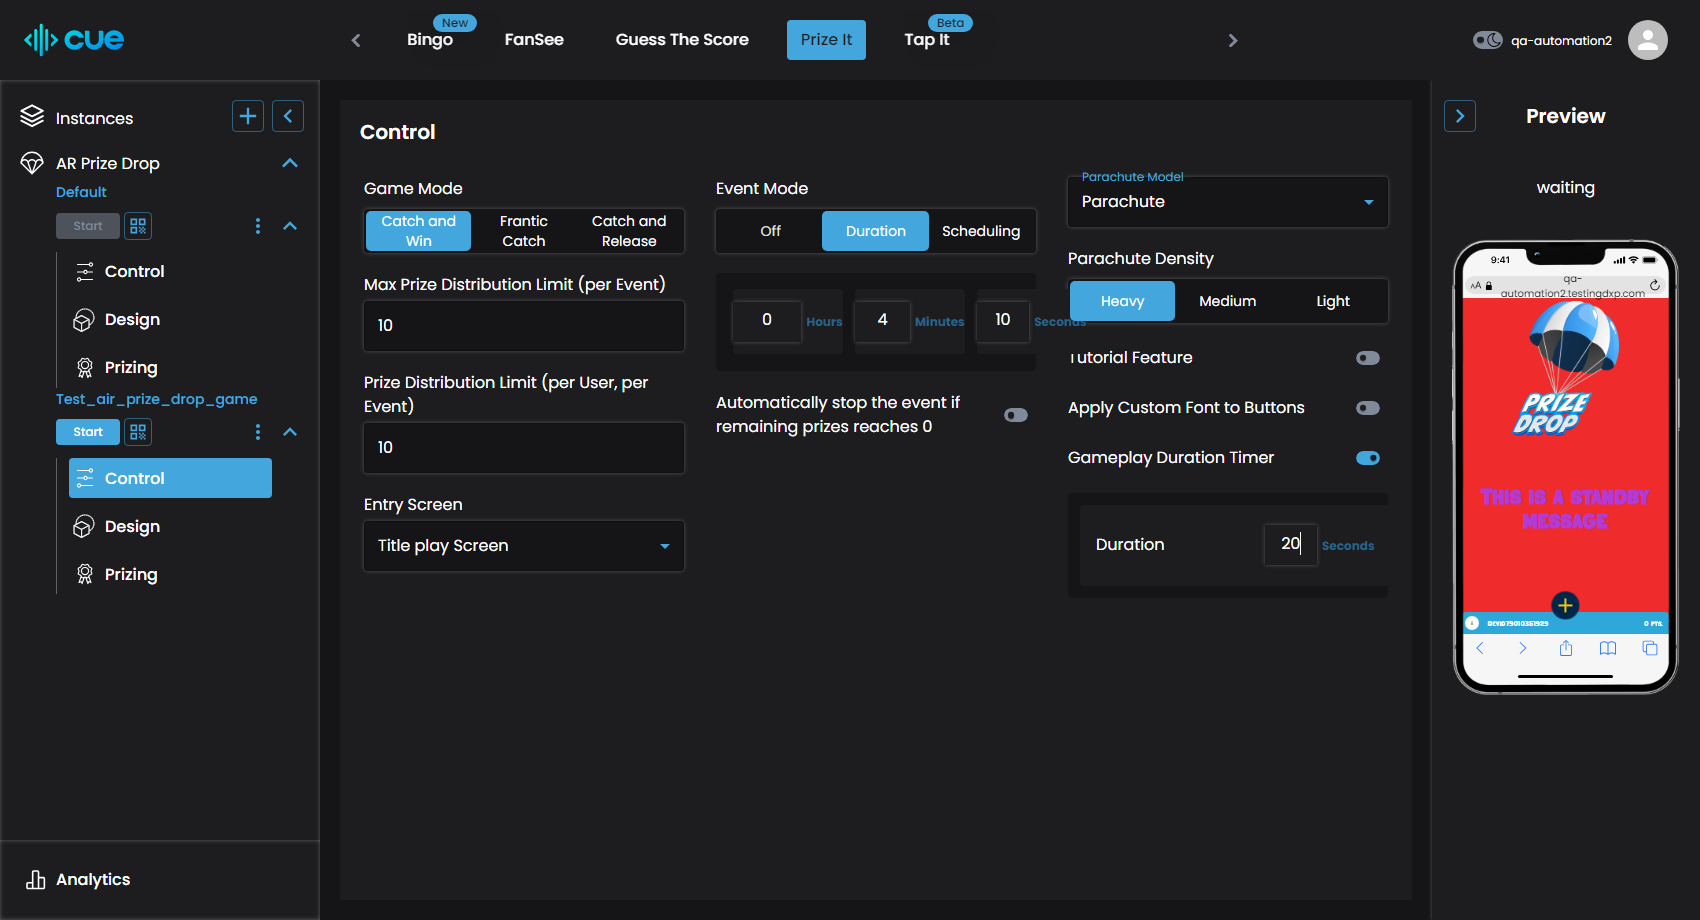 cue
New
Bingo
FanSee
Guess The Score
Prize It
Beta
Tap It
qa-automation2
Instances
AR Prize Drop
Default
Start
Control
Design
Prizing
Test_air_prize_drop_game
Start
Control
Design
Prizing
Analytics
Control
Game Mode
Catch and Win
Frantic Catch
Catch and Release
Max Prize Distribution Limit (per Event)
10
Prize Distribution Limit (per User, per
Event)
10
Entry Screen
Title play Screen
Event Mode
Off
Duration
Scheduling
0 Hours 4 Minutes 10 Seconds
Automatically stop the event if
remaining prizes reaches 0
Parachute Model
Parachute
Parachute Density
Heavy
Medium
Light
Tutorial Feature
Apply Custom Font to Buttons
Gameplay Duration Timer
Duration 20 Seconds
Preview
waiting
9:41
AA
qa-
automation2.testingdxp.com
PRIZE
DROP
This is a standby
message
0 PTS.